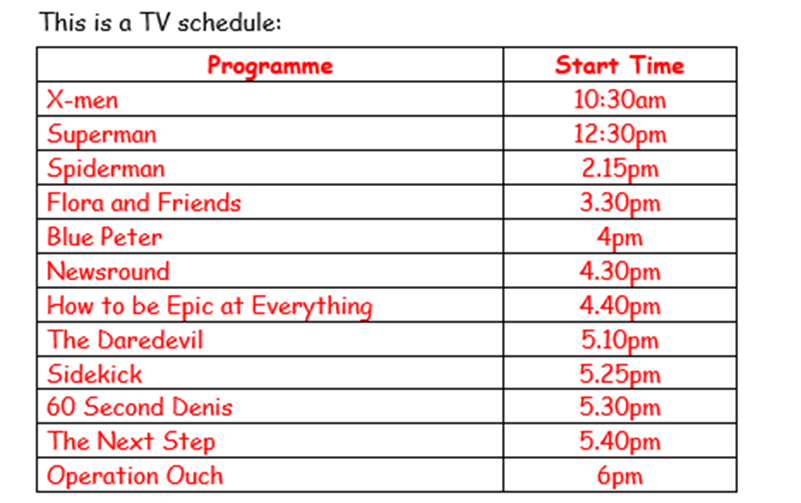 This is a TV schedule:
Programme Start Time
X-men 10:30am
Superman 12:30pm
Spiderman 2.15pm
Flora and Friends 3.30pm
Blue Peter 4pm
Newsround 4.30pm
How to be Epic at Everything 4.40pm
The Daredevil 5.10pm
Sidekick 5.25pm
60 Second Denis 5.30pm
The Next Step 5.40pm
Operation Ouch 6pm